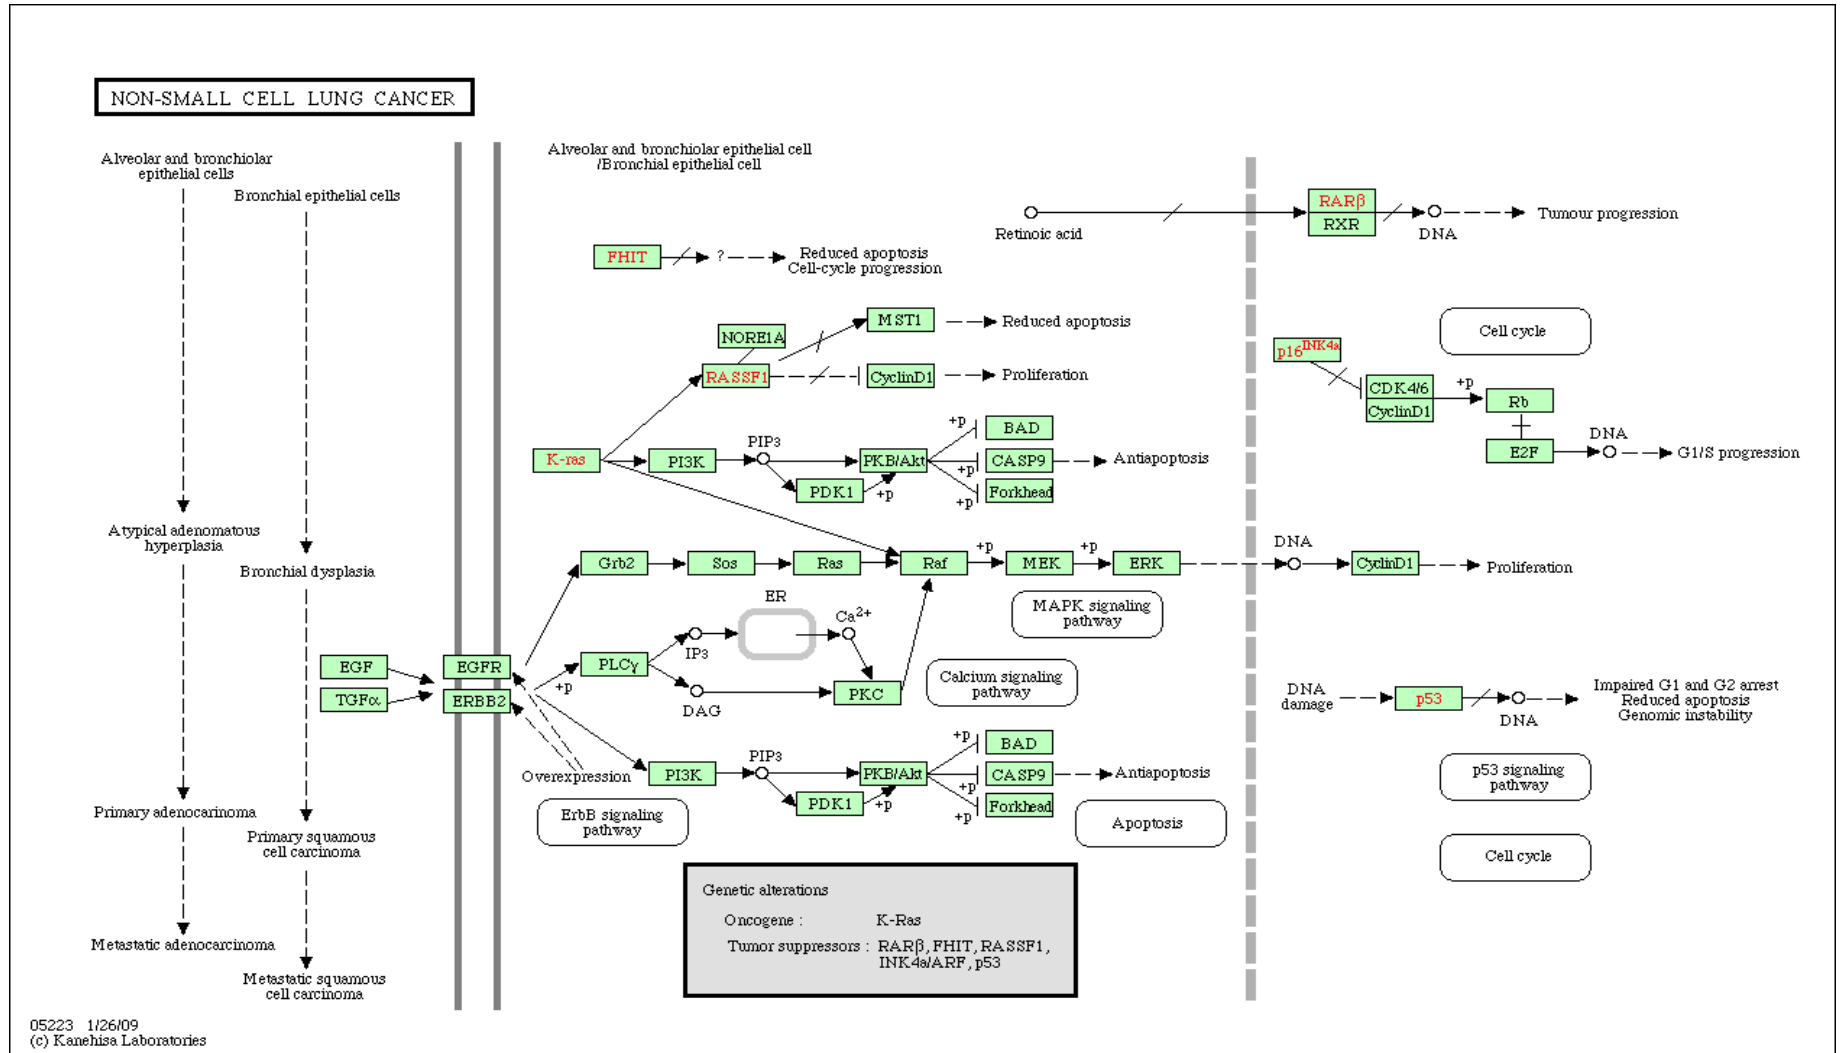 NON-SMALL CELL LUNG CANCER
Alveolar and bronchiolar
epithelial cells
Bronchial epithelial cells
Atypical adenomatous
hyperplasia
Bronchial dysplasia
Primary adenocarinoma
Primary squamous
cell carcinoma
Metastatic adenocarcinoma
Metastatic squamous
cell carcinoma
Alveolar and bronchiolar epithelial cell
/Bronchial epithelial cell
Retinoic acid
RARβ
RXR
DNA
Tumour progression
FHIT
?
Reduced apoptosis
Cell-cycle progression
NORE1A
MST1
Reduced apoptosis
RASSF1
CyclinD1
Proliferation
Cell cycle
p16INK4a
CDK4/6
CyclinD1
+p
Rb
E2F
DNA
G1/S progression
K-ras
PI3K
PIP3
PDK1
+p
PKB/Akt
+p
+p
+p
BAD
CASP9
Forkhead
Antiapoptosis
Grb2
Sos
Ras
Raf
+p
MEK
+p
ERK
DNA
CyclinD1
Proliferation
MAPK signaling
pathway
ER
Ca2+
IP3
PLCγ
+p
DAG
PKC
Calcium signaling
pathway
EGF
TGFα
EGFR
ERBB2
Overexpression
DNA
damage
p53
DNA
Impaired G1 and G2 arrest
Reduced apoptosis
Genomic instability
PI3K
PIP3
PDK1
+p
PKB/Akt
+p
+p
+p
BAD
CASP9
Forkhead
Antiapoptosis
ErbB signaling
pathway
Apoptosis
p53 signaling
pathway
Cell cycle
Genetic alterations
Oncogene : K-Ras
Tumor suppressors : RARβ, FHIT, RASSF1,
INK4a/ARF, p53
05223 1/26/09
(c) Kanehisa Laboratories